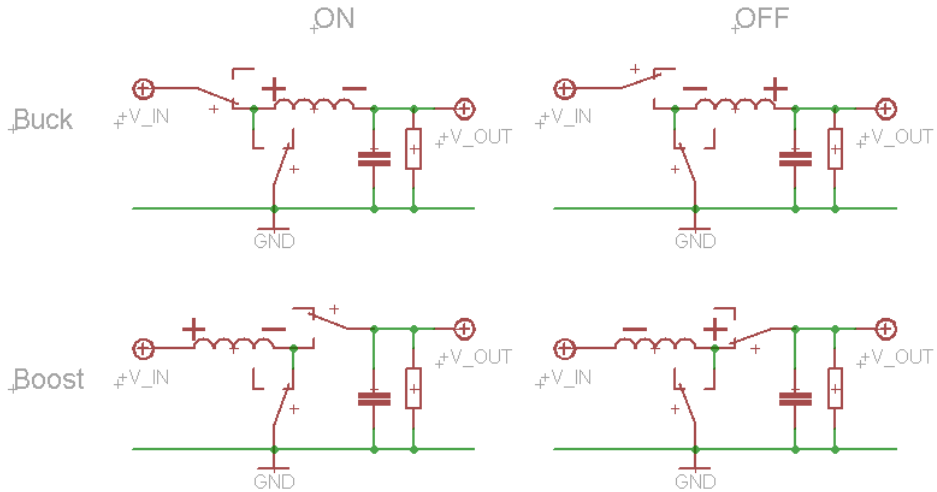 ON OFF
Buck
+V_IN +V_OUT GND
+V_IN +V_OUT GND
Boost
+V_IN +V_OUT GND
+V_IN +V_OUT GND